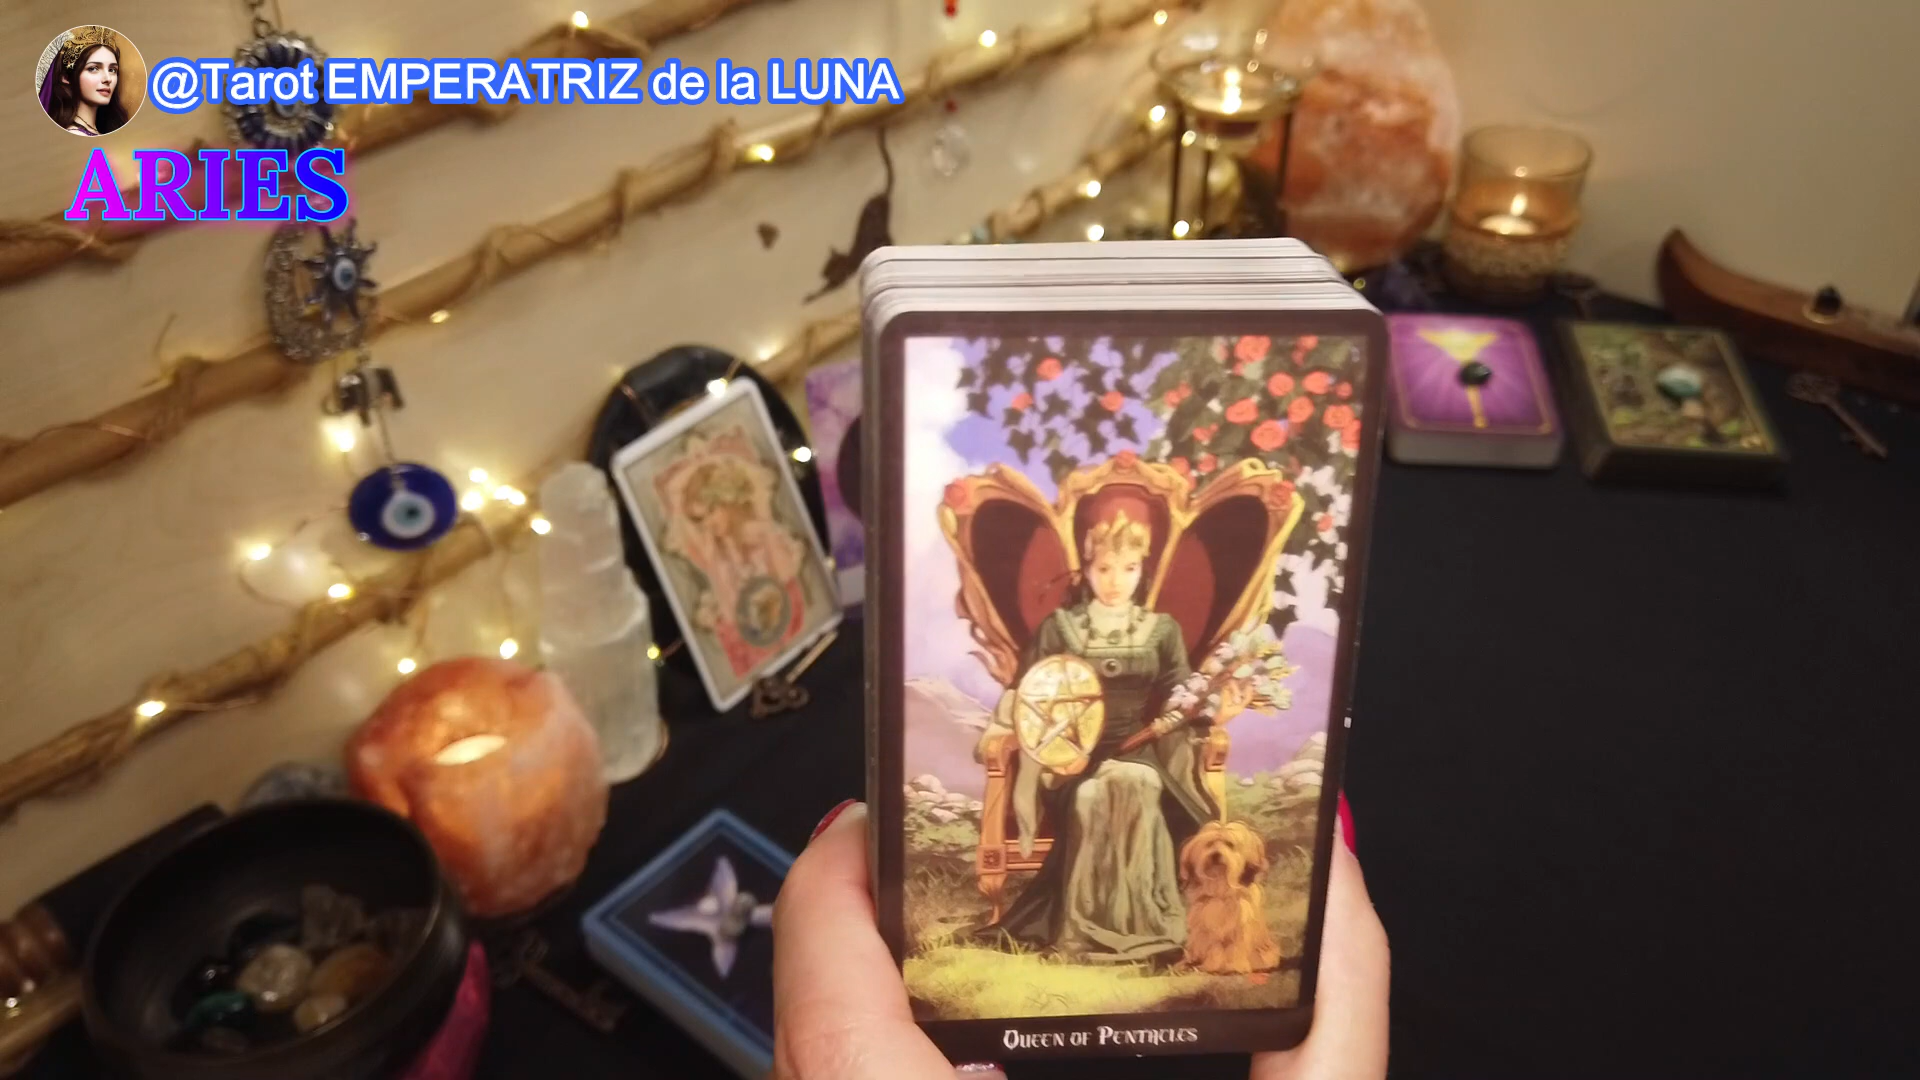 @Tarot EMPERATRIZ de la LUNA
ARIES
QUEEN OF PENTACLES